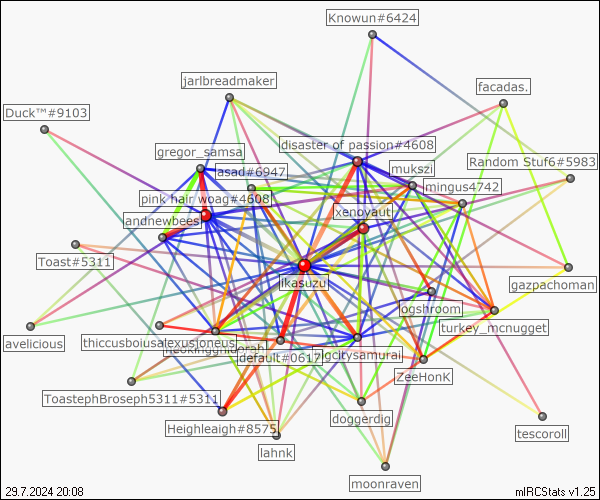 Knowun#6424
jarlbreadmaker
facadas.
Duck™#9103
disaster of passion#4608
gregor_samsa
Random Stuf6#5983
asad#6947
mukszi
mingus4742
pink hair woag#4608
xenovaut
andnewbees
Toast#5311
ikasuzu
gazpachoman
ogshroom
turkey_mcnugget
avelicious
thiccusboiusalexusjoneus
default#0617
bigcitysamurai
ZeeHonK
ToastephBroseph5311#5311
Heighleaigh#8575
doggerdig
tescoroll
lahnk
moonraven
29.7.2024 20:08
mIRCStats v1.25